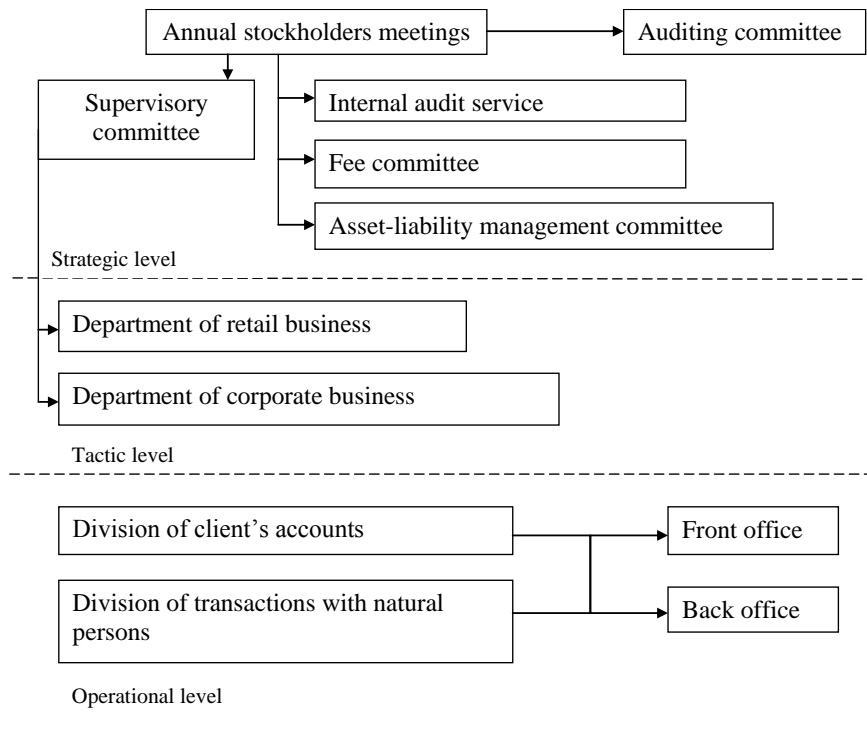 Annual stockholders meetings
Auditing committee
Supervisory
committee
Internal audit service
Fee committee
Asset-liability management committee
Strategic level
Department of retail business
Department of corporate business
Tactic level
Division of client’s accounts
Front office
Division of transactions with natural
persons
Back office
Operational level